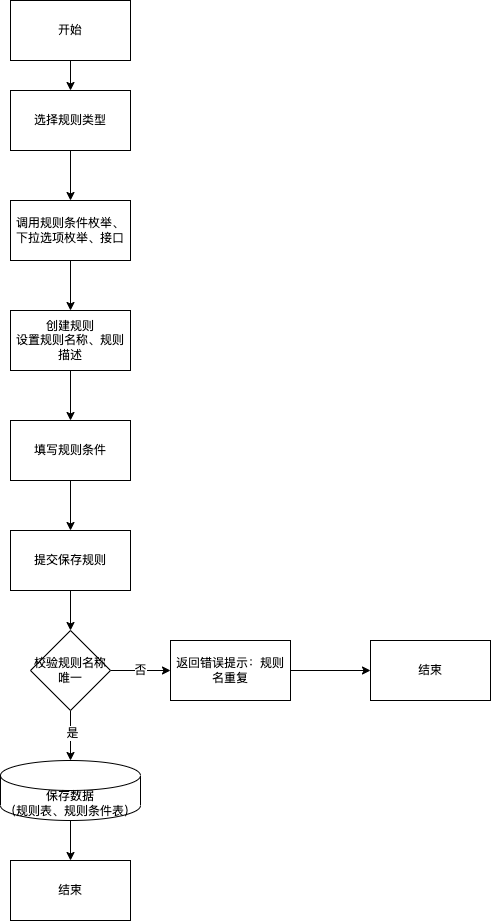 开始
选择规则类型
调用规则条件枚举、
下拉选项枚举、接口
创建规则
设置规则名称、规则
描述
填写规则条件
提交保存规则
校验规则名称
唯一
否
返回错误提示：规则
名重复
结束
是
保存数据
（规则表、规则条件表）
结束